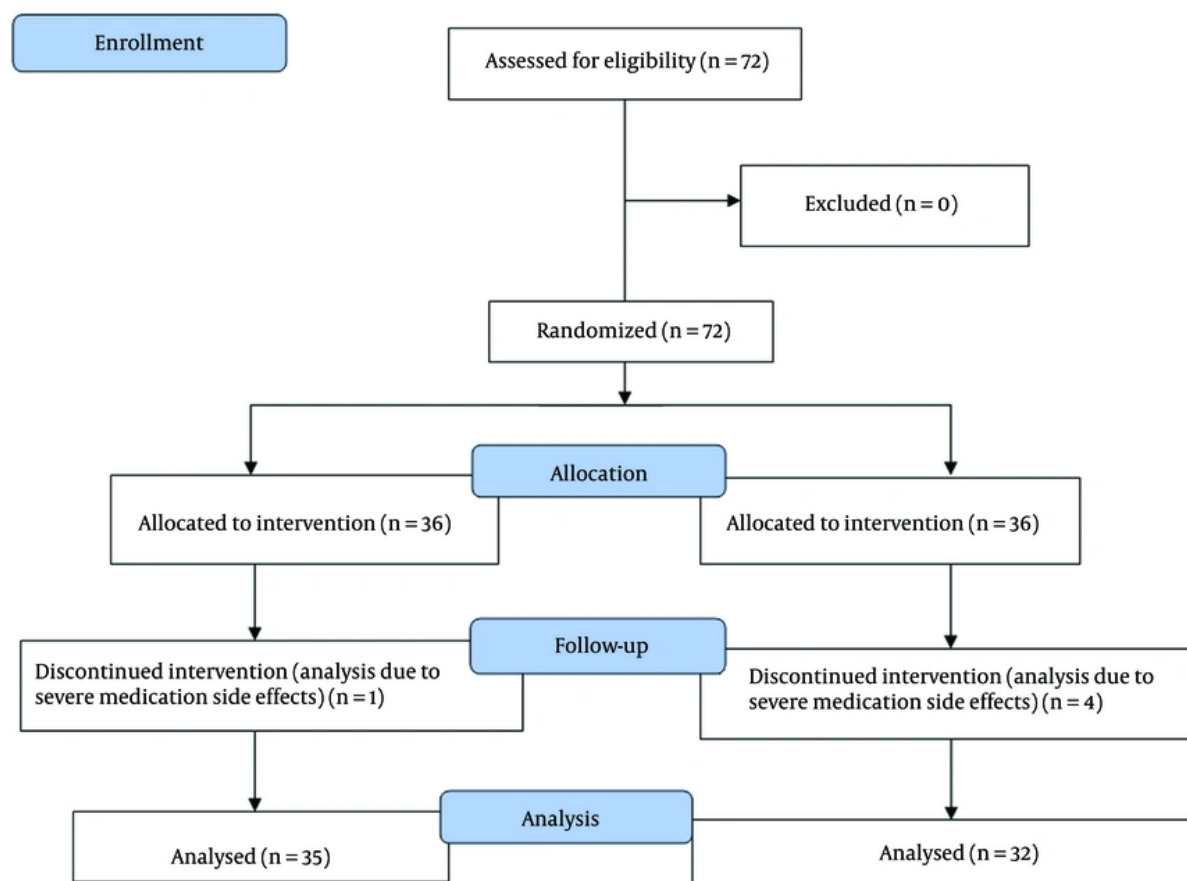 Enrollment
Assessed for eligibility (n = 72)
Excluded (n = 0)
Randomized (n = 72)
Allocation
Allocated to intervention (n = 36)
Allocated to intervention (n = 36)
Follow-up
Discontinued intervention (analysis due to
severe medication side effects) (n = 1)
Discontinued intervention (analysis due to
severe medication side effects) (n = 4)
Analysis
Analysed (n = 35)
Analysed (n = 32)